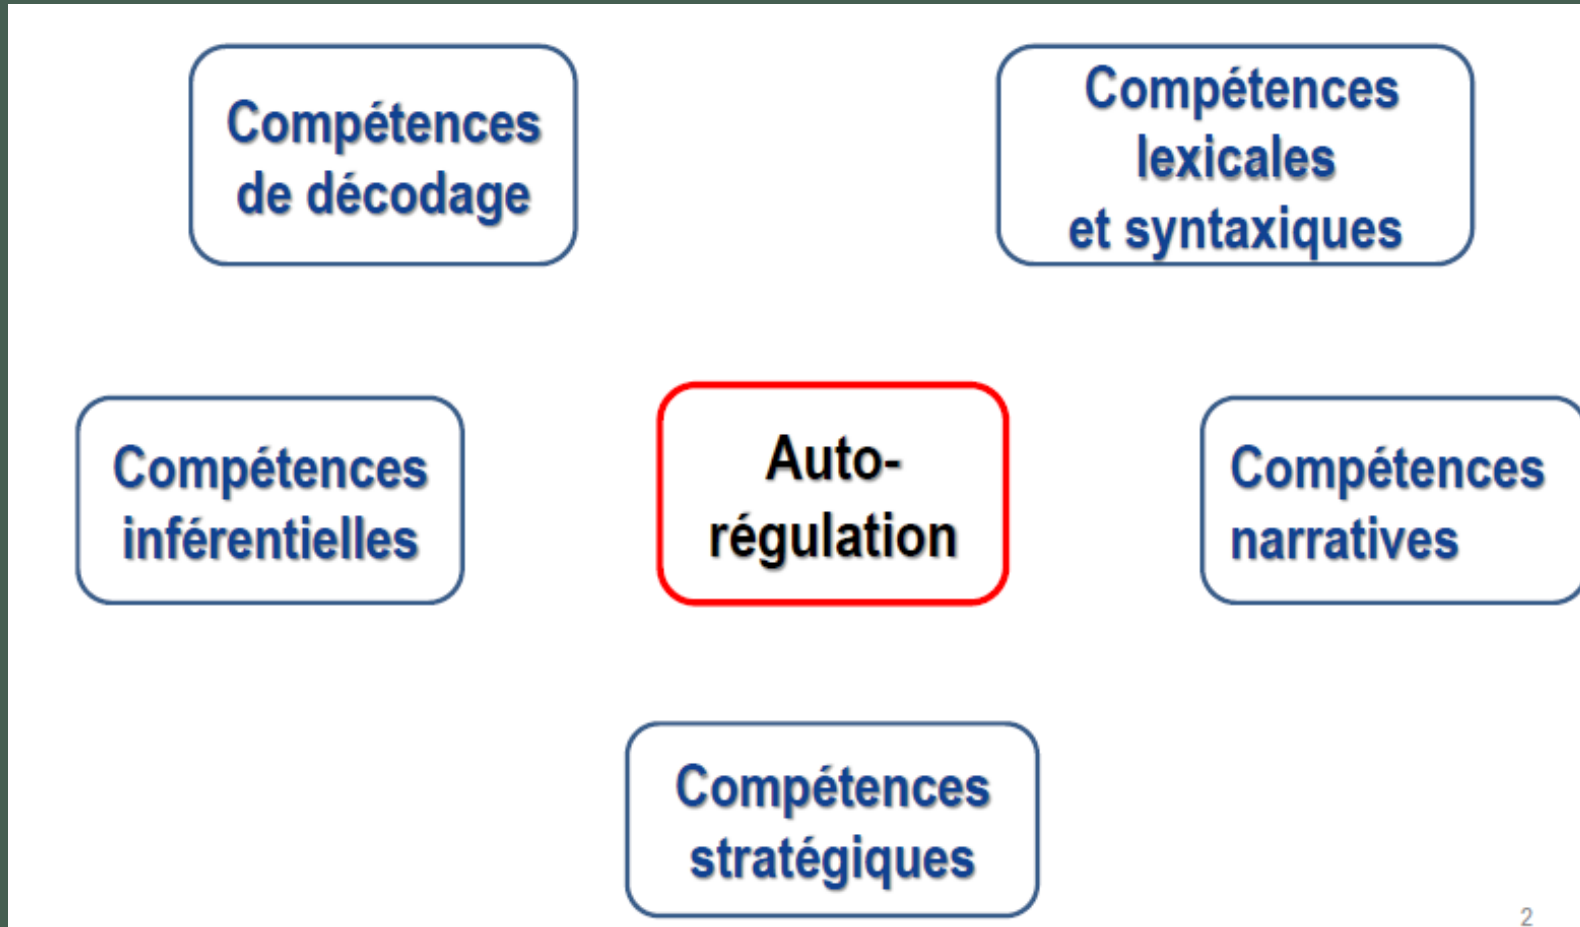 Compétences
de décodage
Compétences
lexicales
et syntaxiques
Compétences
inférentielles
Auto-
régulation
Compétences
narratives
Compétences
stratégiques
2